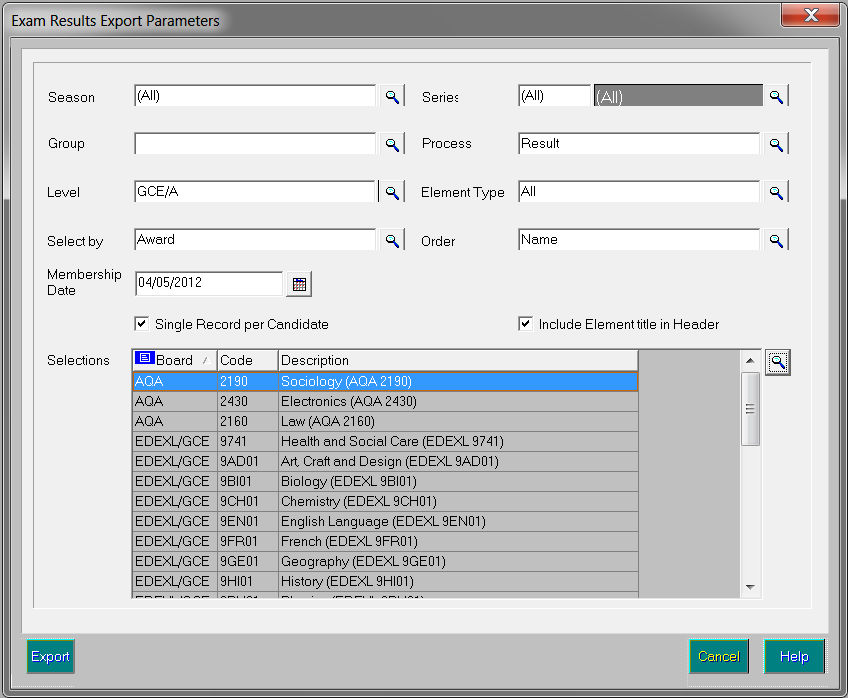 Exam Results Export Parameters
Season (All) Series (All) (All)
Group Process Result
Level GCE/A Element Type All
Select by Award Order Name
Membership Date 04/05/2012
Single Record per Candidate Include Element title in Header
Selections Board Code Description
AQA 2190 Sociology (AQA 2190)
AQA 2430 Electronics (AQA 2430)
AQA 2160 Law (AQA 2160)
EDEXL/GCE 9741 Health and Social Care (EDEXL 9741)
EDEXL/GCE 9AD01 Art, Craft and Design (EDEXL 9AD01)
EDEXL/GCE 9BI01 Biology (EDEXL 9BI01)
EDEXL/GCE 9CH01 Chemistry (EDEXL 9CH01)
EDEXL/GCE 9EN01 English Language (EDEXL 9EN01)
EDEXL/GCE 9FR01 French (EDEXL 9FR01)
EDEXL/GCE 9GE01 Geography (EDEXL 9GE01)
EDEXL/GCE 9HI01 History (EDEXL 9HI01)
Export Cancel Help